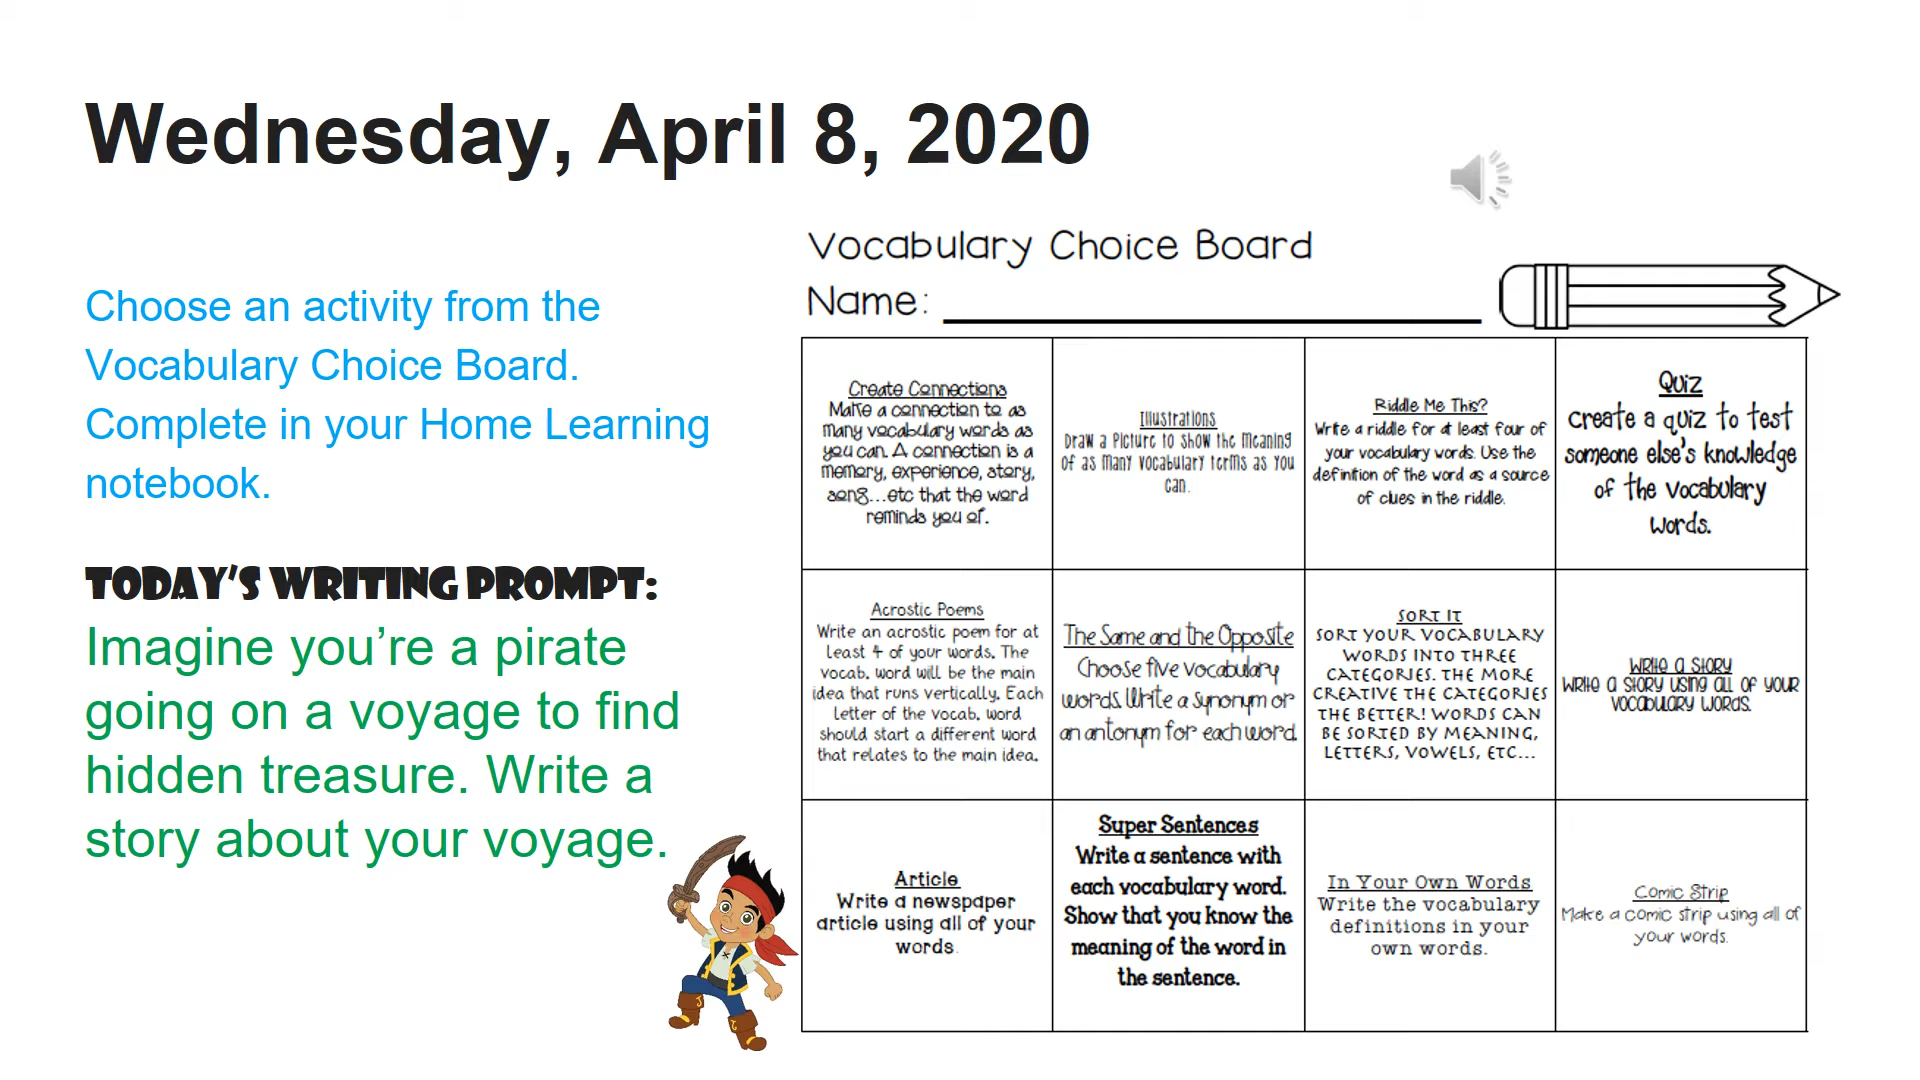 Wednesday, April 8, 2020
Choose an activity from the
Vocabulary Choice Board.
Complete in your Home Learning
notebook.
TODAY'S WRITING PROMPT:
Imagine you're a pirate
going on a voyage to find
hidden treasure. Write a
story about your voyage.
Vocabulary Choice Board
Name:
Create Connections
Make a connection to as
many vocabulary words as
you can. A connection is a
memory, experience, story,
song...etc that the word
reminds you of.
Illustrations
Draw a picture to show the meaning
of as many vocabulary terms as you
can.
Riddle Me This?
Write a riddle for at least four of
your vocabulary words. Use the
definition of the word as a source
of clues in the riddle.
Quiz
Create a quiz to test
someone else's knowledge
of the vocabulary
words.
Acrostic Poems
Write an acrostic poem for at
least 4 of your words. The
vocab. word will be the main
idea that runs vertically. Each
letter of the vocab. word
should start a different word
that relates to the main idea.
The Same and the Opposite
Choose five vocabulary
words. Write a synonym or
an antonym for each word.
SORT IT
SORT YOUR VOCABULARY
WORDS INTO THREE
CATEGORIES. THE MORE
CREATIVE THE CATEGORIES
THE BETTER! WORDS CAN
BE SORTED BY MEANING,
LETTERS, VOWELS, ETC...
Write a Story
Write a story using all of your
vocabulary words.
Article
Write a newspaper
article using all of your
words.
Super Sentences
Write a sentence with
each vocabulary word.
Show that you know the
meaning of the word in
the sentence.
In Your Own Words
Write the vocabulary
definitions in your
own words.
Comic Strip
Make a comic strip using all of
your words.